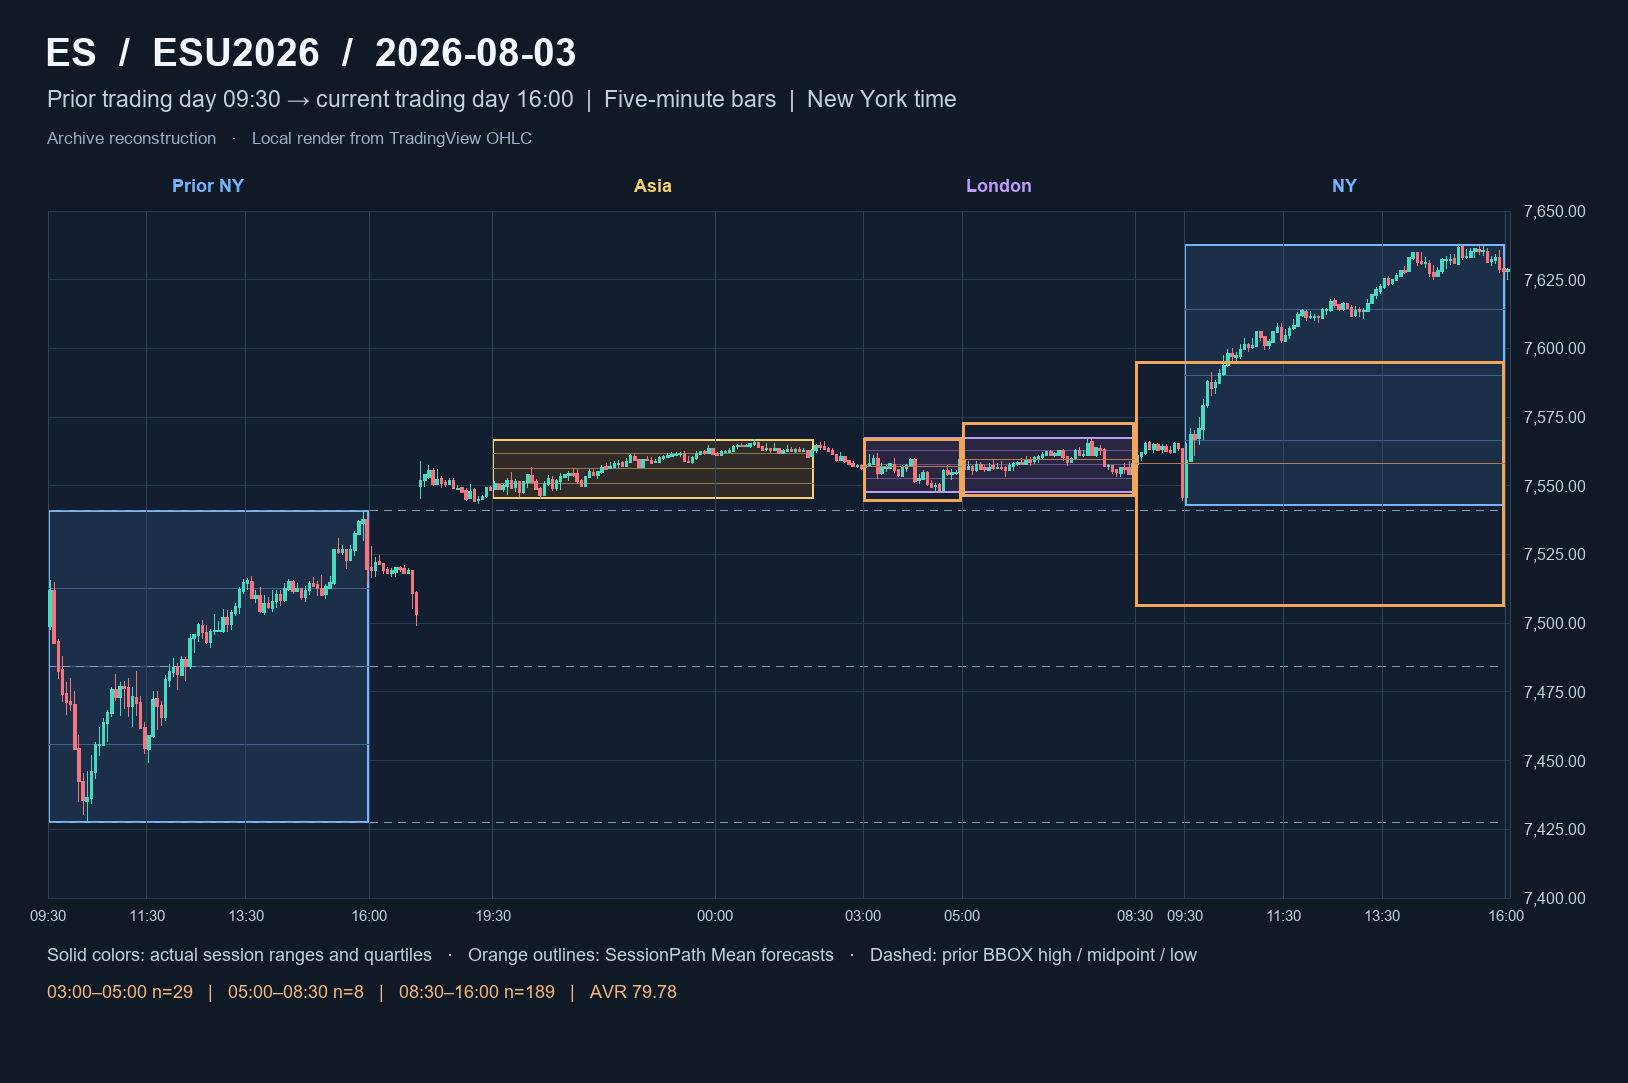 ES / ESU2026 / 2026-08-03
Prior trading day 09:30 → current trading day 16:00 | Five-minute bars | New York time
Archive reconstruction · Local render from TradingView OHLC
Prior NY Asia London NY
7,650.00
7,625.00
7,600.00
7,575.00
7,550.00
7,525.00
7,500.00
7,475.00
7,450.00
7,425.00
7,400.00
09:30 11:30 13:30 16:00 19:30 00:00 03:00 05:00 08:30 09:30 11:30 13:30 16:00
Solid colors: actual session ranges and quartiles · Orange outlines: SessionPath Mean forecasts · Dashed: prior BBOX high / midpoint / low
03:00–05:00 n=29 | 05:00–08:30 n=8 | 08:30–16:00 n=189 | AVR 79.78